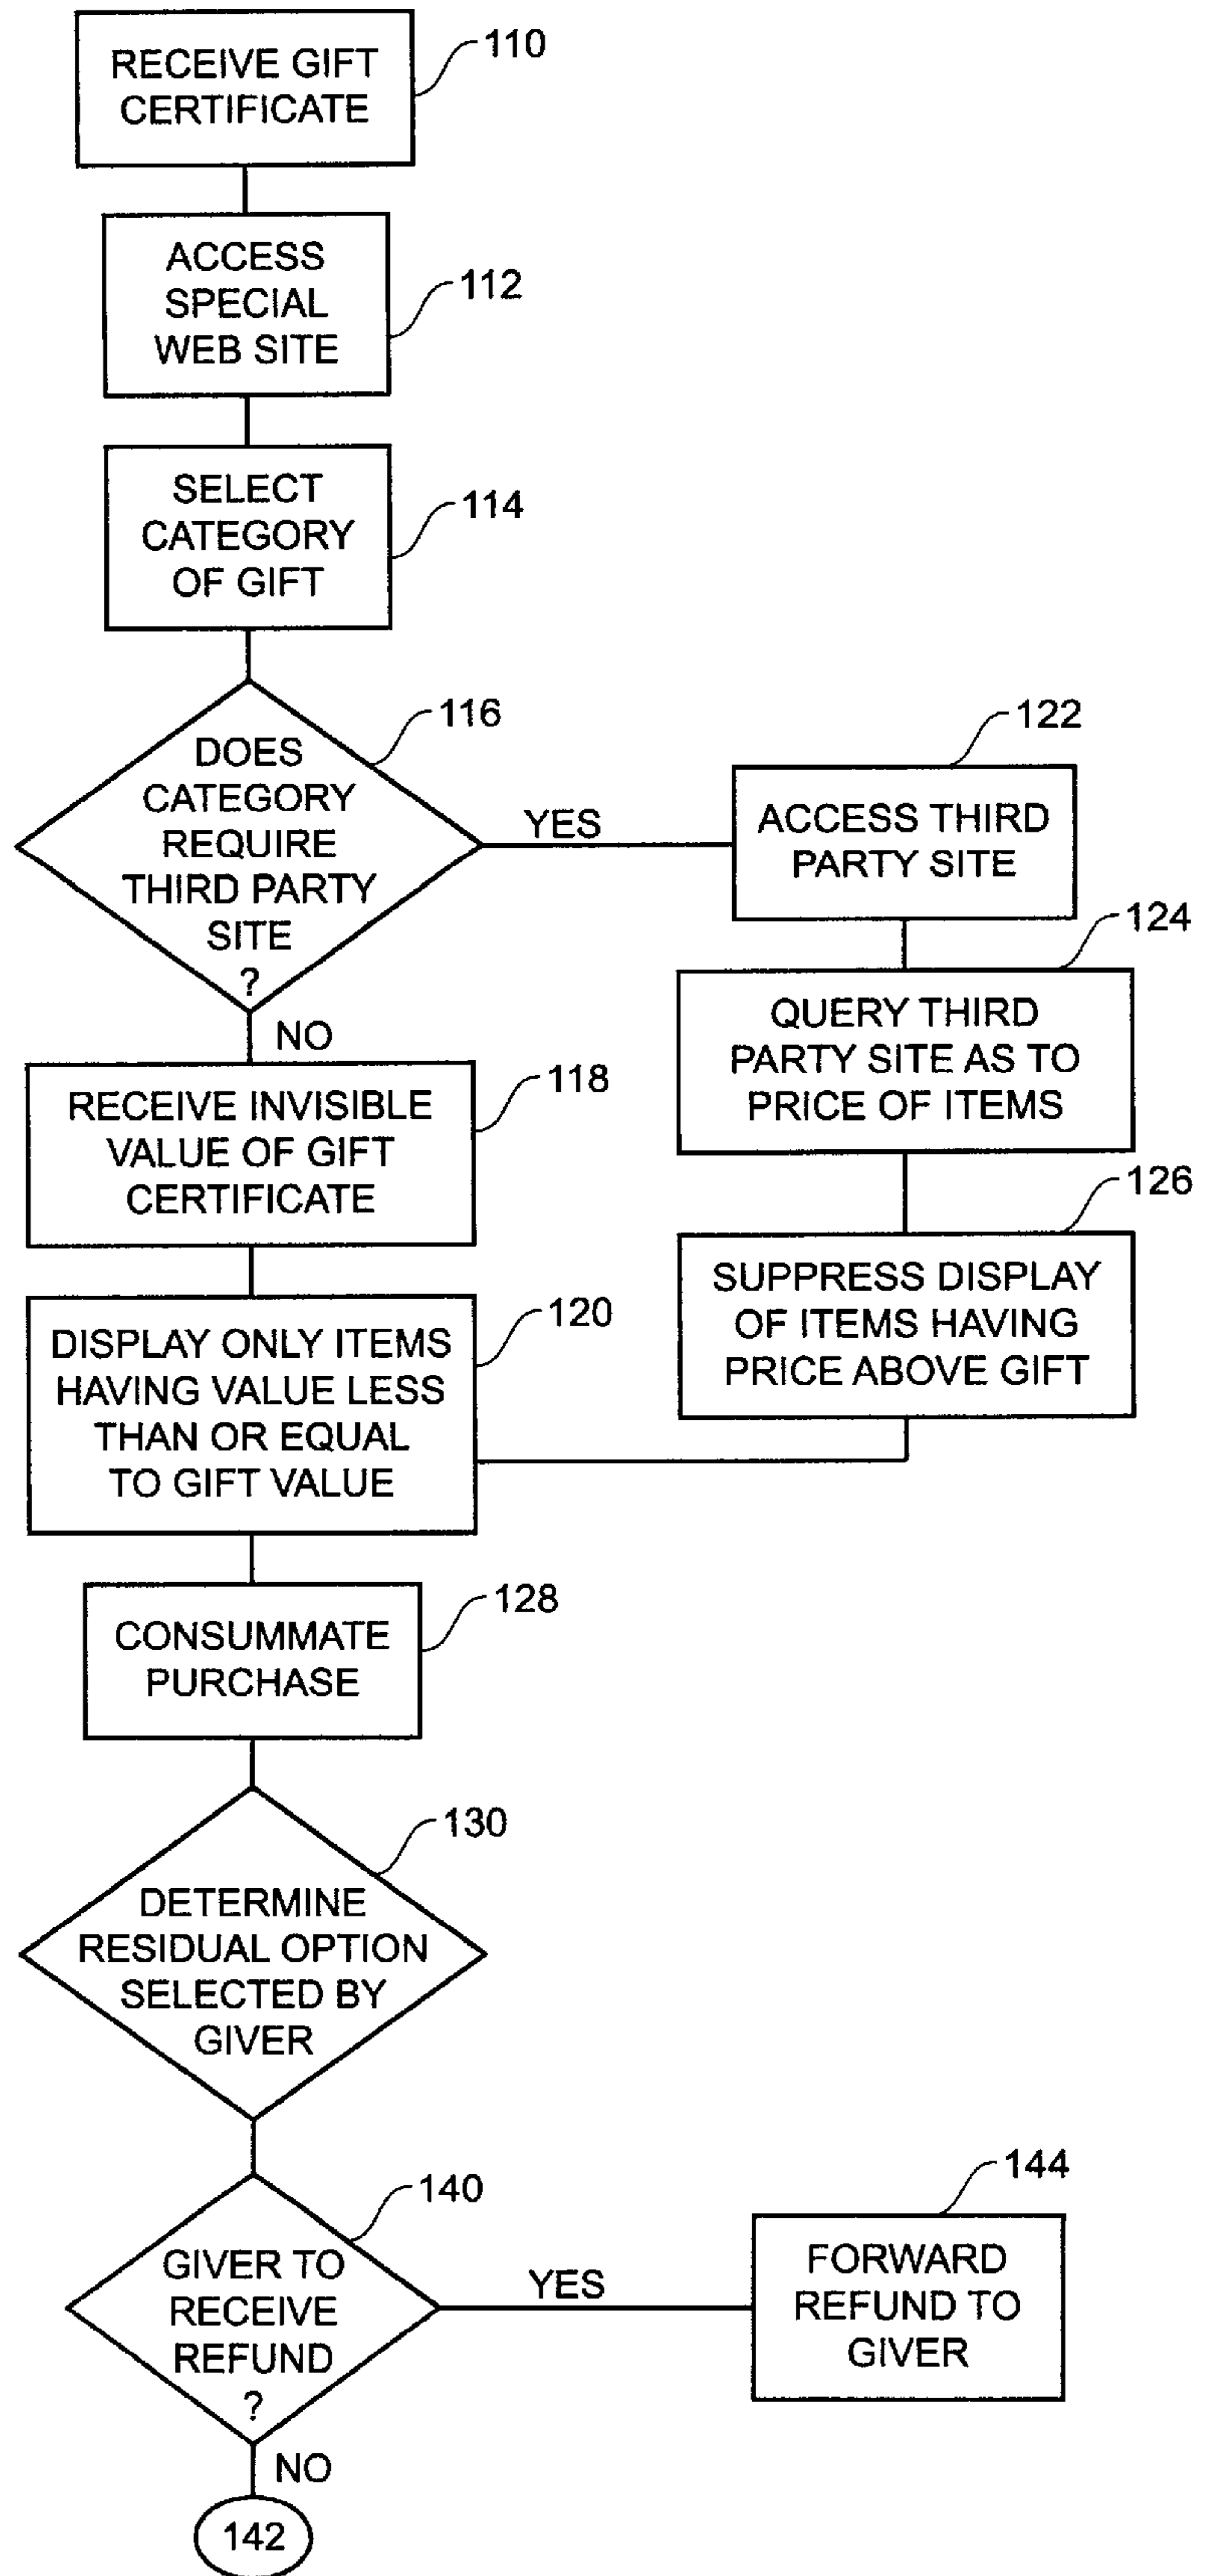 RECEIVE GIFT
CERTIFICATE
110
ACCESS
SPECIAL
WEB SITE
112
SELECT
CATEGORY
OF GIFT
114
DOES
CATEGORY
REQUIRE
THIRD PARTY
SITE
?
116
YES
NO
ACCESS THIRD
PARTY SITE
122
QUERY THIRD
PARTY SITE AS TO
PRICE OF ITEMS
124
SUPPRESS DISPLAY
OF ITEMS HAVING
PRICE ABOVE GIFT
126
RECEIVE INVISIBLE
VALUE OF GIFT
CERTIFICATE
118
DISPLAY ONLY ITEMS
HAVING VALUE LESS
THAN OR EQUAL
TO GIFT VALUE
120
CONSUMMATE
PURCHASE
128
DETERMINE
RESIDUAL OPTION
SELECTED BY
GIVER
130
GIVER TO
RECEIVE
REFUND
?
140
YES
FORWARD
REFUND TO
GIVER
144
NO
142